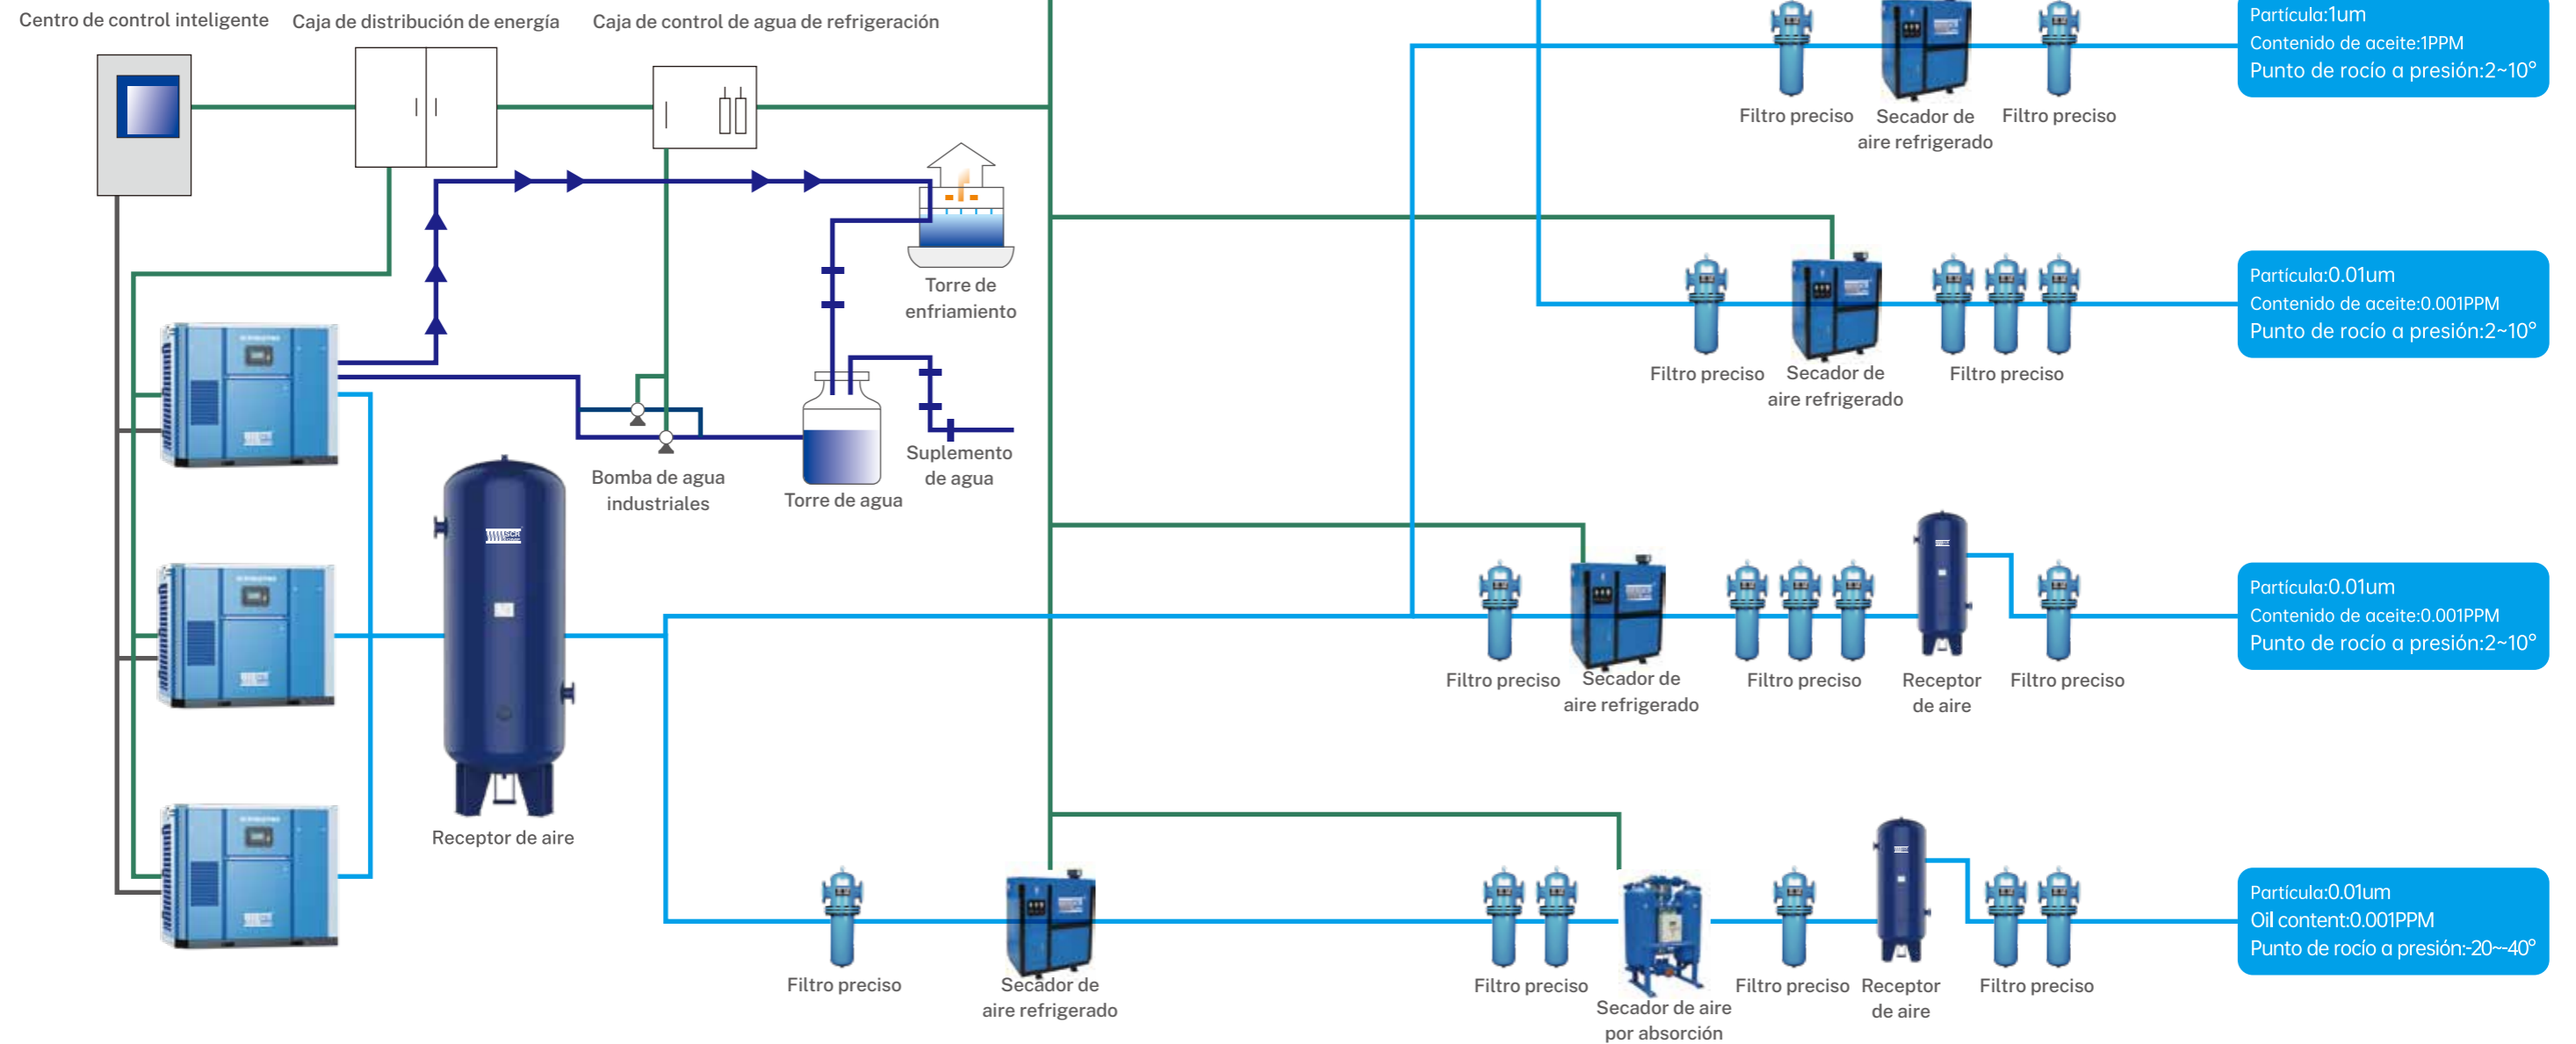 Centro de control inteligente
Caja de distribución de energía
Caja de control de agua de refrigeración
Partícula:1um
Contenido de aceite:1PPM
Punto de rocío a presión:2~10°
Filtro preciso
Secador de
aire refrigerado
Filtro preciso
Torre de
enfriamiento
Partícula:0.01um
Contenido de aceite:0.001PPM
Punto de rocío a presión:2~10°
Filtro preciso
Secador de
aire refrigerado
Filtro preciso
Suplemento
de agua
Bomba de agua
industriales
Torre de agua
SCR
Partícula:0.01um
Contenido de aceite:0.001PPM
Punto de rocío a presión:2~10°
Filtro preciso
Secador de
aire refrigerado
Filtro preciso
Receptor
de aire
Filtro preciso
Receptor de aire
Partícula:0.01um
Oil content:0.001PPM
Punto de rocío a presión:-20~-40°
Filtro preciso
Secador de
aire refrigerado
Filtro preciso
Secador de aire
por absorción
Filtro preciso
Receptor
de aire
Filtro preciso